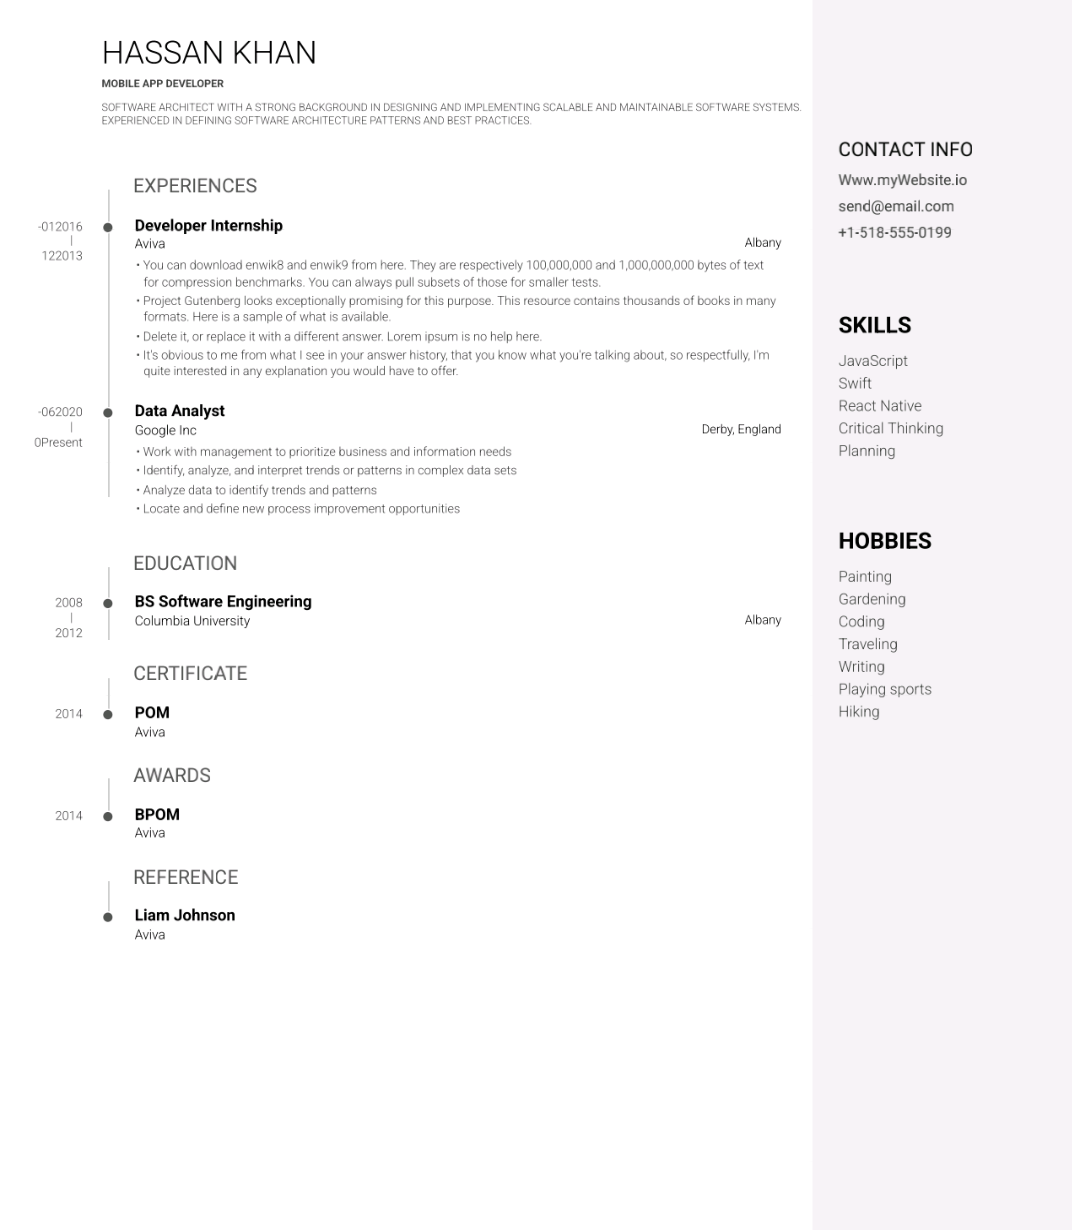 HASSAN KHAN
MOBILE APP DEVELOPER
SOFTWARE ARCHITECT WITH A STRONG BACKGROUND IN DESIGNING AND IMPLEMENTING SCALABLE AND MAINTAINABLE SOFTWARE SYSTEMS.
EXPERIENCED IN DEFINING SOFTWARE ARCHITECTURE PATTERNS AND BEST PRACTICES.
EXPERIENCES
-012016
|
122013
Developer Internship
Aviva
Albany
• You can download enwik8 and enwik9 from here. They are respectively 100,000,000 and 1,000,000,000 bytes of text
for compression benchmarks. You can always pull subsets of those for smaller tests.
• Project Gutenberg looks exceptionally promising for this purpose. This resource contains thousands of books in many
formats. Here is a sample of what is available.
• Delete it, or replace it with a different answer. Lorem ipsum is no help here.
• It's obvious to me from what I see in your answer history, that you know what you're talking about, so respectfully, I'm
quite interested in any explanation you would have to offer.
-062020
|
0Present
Data Analyst
Google Inc
Derby, England
• Work with management to prioritize business and information needs
• Identify, analyze, and interpret trends or patterns in complex data sets
• Analyze data to identify trends and patterns
• Locate and define new process improvement opportunities
EDUCATION
2008
|
2012
BS Software Engineering
Columbia University
Albany
CERTIFICATE
2014
POM
Aviva
AWARDS
2014
BPOM
Aviva
REFERENCE
Liam Johnson
Aviva
CONTACT INFO
Www.myWebsite.io
send@email.com
+1-518-555-0199
SKILLS
JavaScript
Swift
React Native
Critical Thinking
Planning
HOBBIES
Painting
Gardening
Coding
Traveling
Writing
Playing sports
Hiking